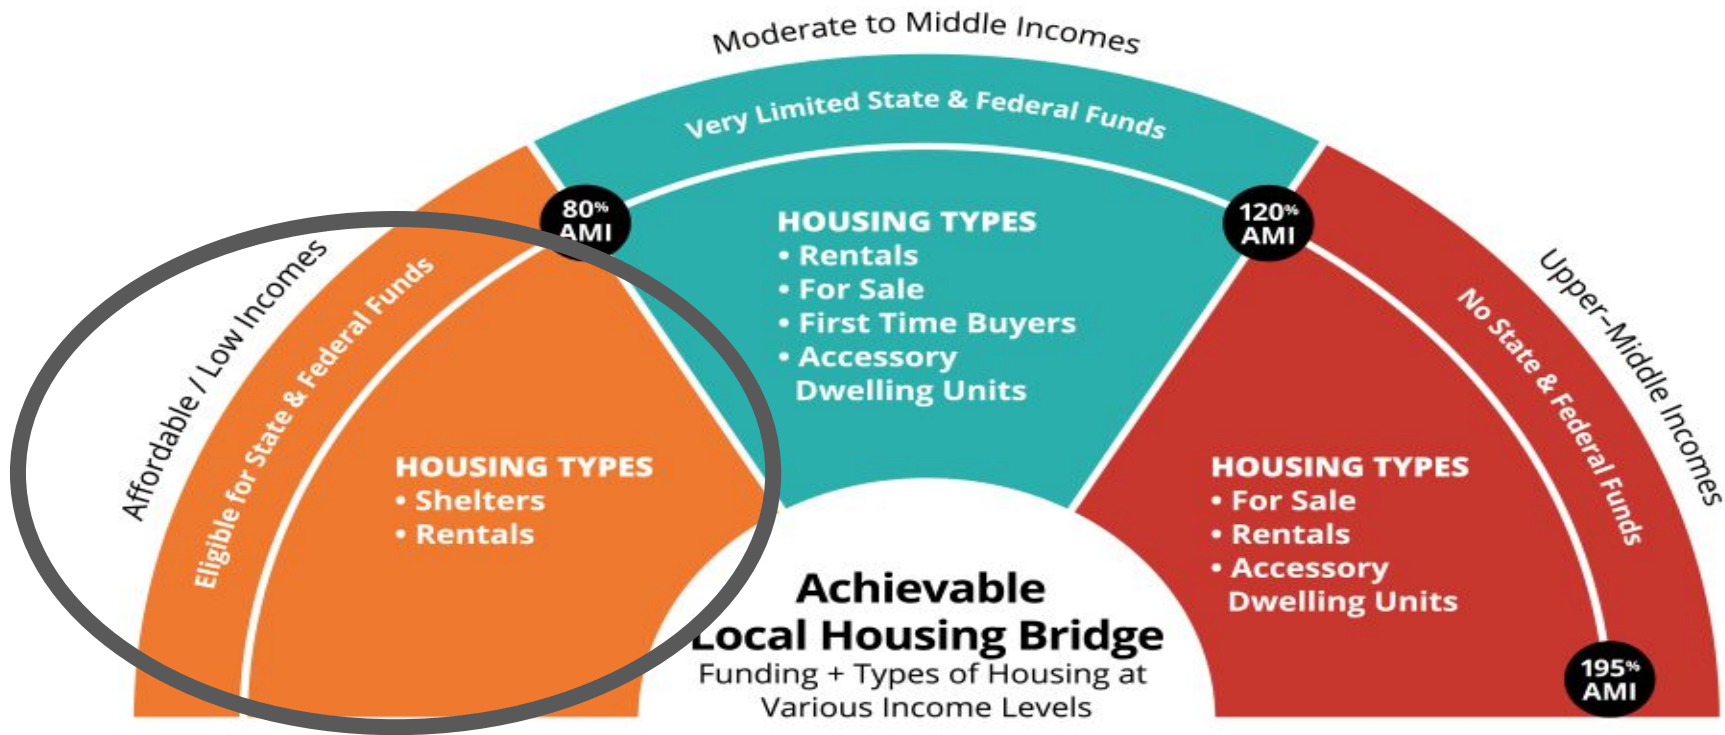 Moderate to Middle Incomes
Very Limited State & Federal Funds
80% AMI
120% AMI
HOUSING TYPES
• Rentals
• For Sale
• First Time Buyers
• Accessory
Dwelling Units
Affordable / Low Incomes
Eligible for State & Federal Funds
HOUSING TYPES
• Shelters
• Rentals
Upper-Middle Incomes
No State & Federal Funds
HOUSING TYPES
• For Sale
• Rentals
• Accessory
Dwelling Units
195% AMI
Achievable
Local Housing Bridge
Funding + Types of Housing at
Various Income Levels